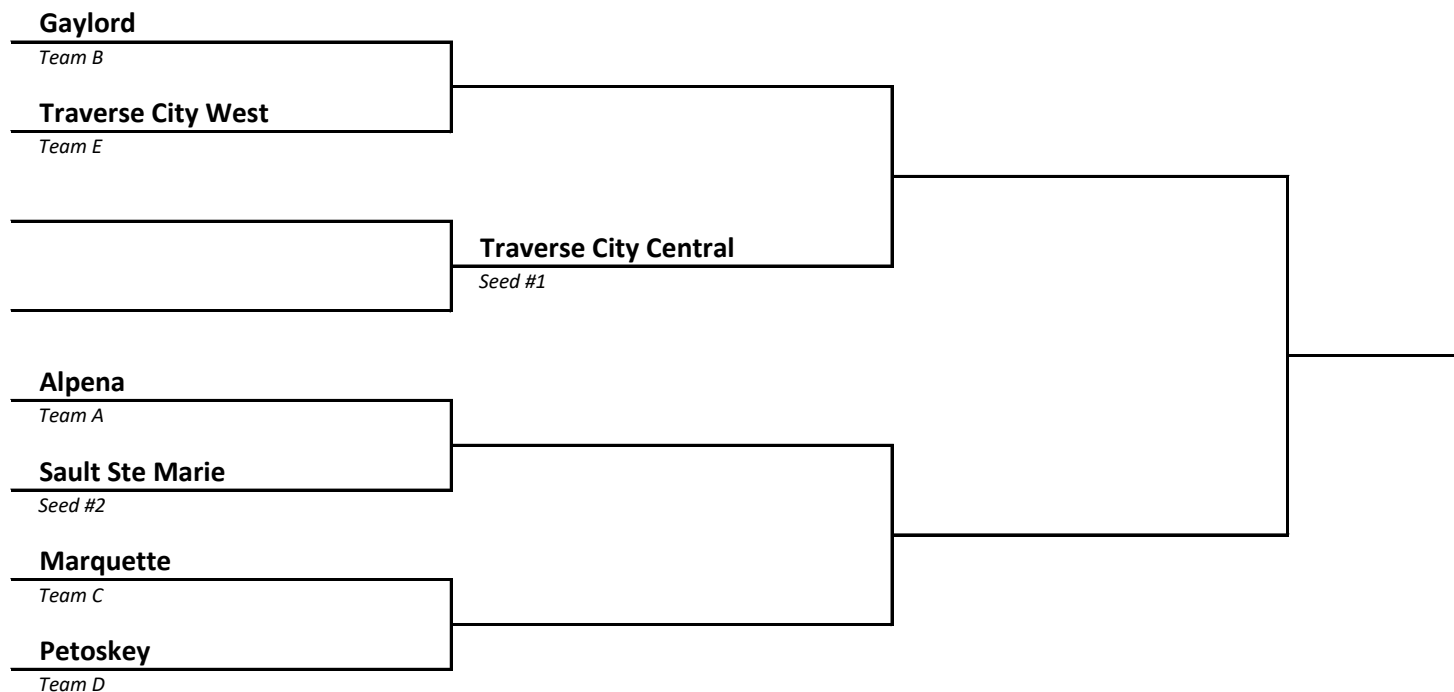 Gaylord
Team B
Traverse City West
Team E
Traverse City Central
Seed #1
Alpena
Team A
Sault Ste Marie
Seed #2
Marquette
Team C
Petoskey
Team D